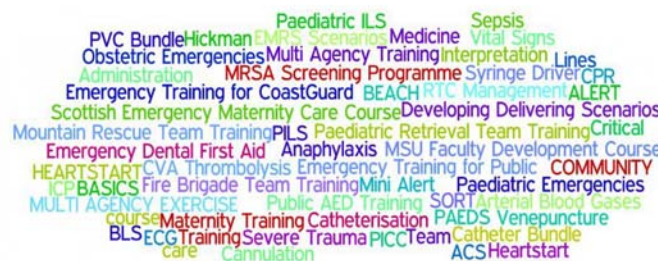 Paediatric ILS Sepsis
PVC Bundle Hickman EMRS Scenarios Medicine Vital Signs
Obstetric Emergencies Multi Agency Training Interpretation Lines
Administration MRSA Screening Programme Syringe Driver CPR
Emergency Training for CoastGuard BEACH RTC Management ALERT
Scottish Emergency Maternity Care Course Developing Delivering Scenarios
Mountain Rescue Team Training PILS Paediatric Retrieval Team Training Critical
Emergency Dental First Aid Anaphylaxis MSU Faculty Development Course
HEARTSTART CVA Thrombolysis Emergency Training for Public COMMUNITY
ICP BASICS Fire Brigade Team Training Mini Alert Paediatric Emergencies
MULTI AGENCY EXERCISE Public AED Training SORT Arterial Blood Gases
course Maternity Training Catheterisation PAEDS Venepuncture
BLS ECG Training Severe Trauma PICC Team Catheter Bundle
care Cannulation ACS Heartstart